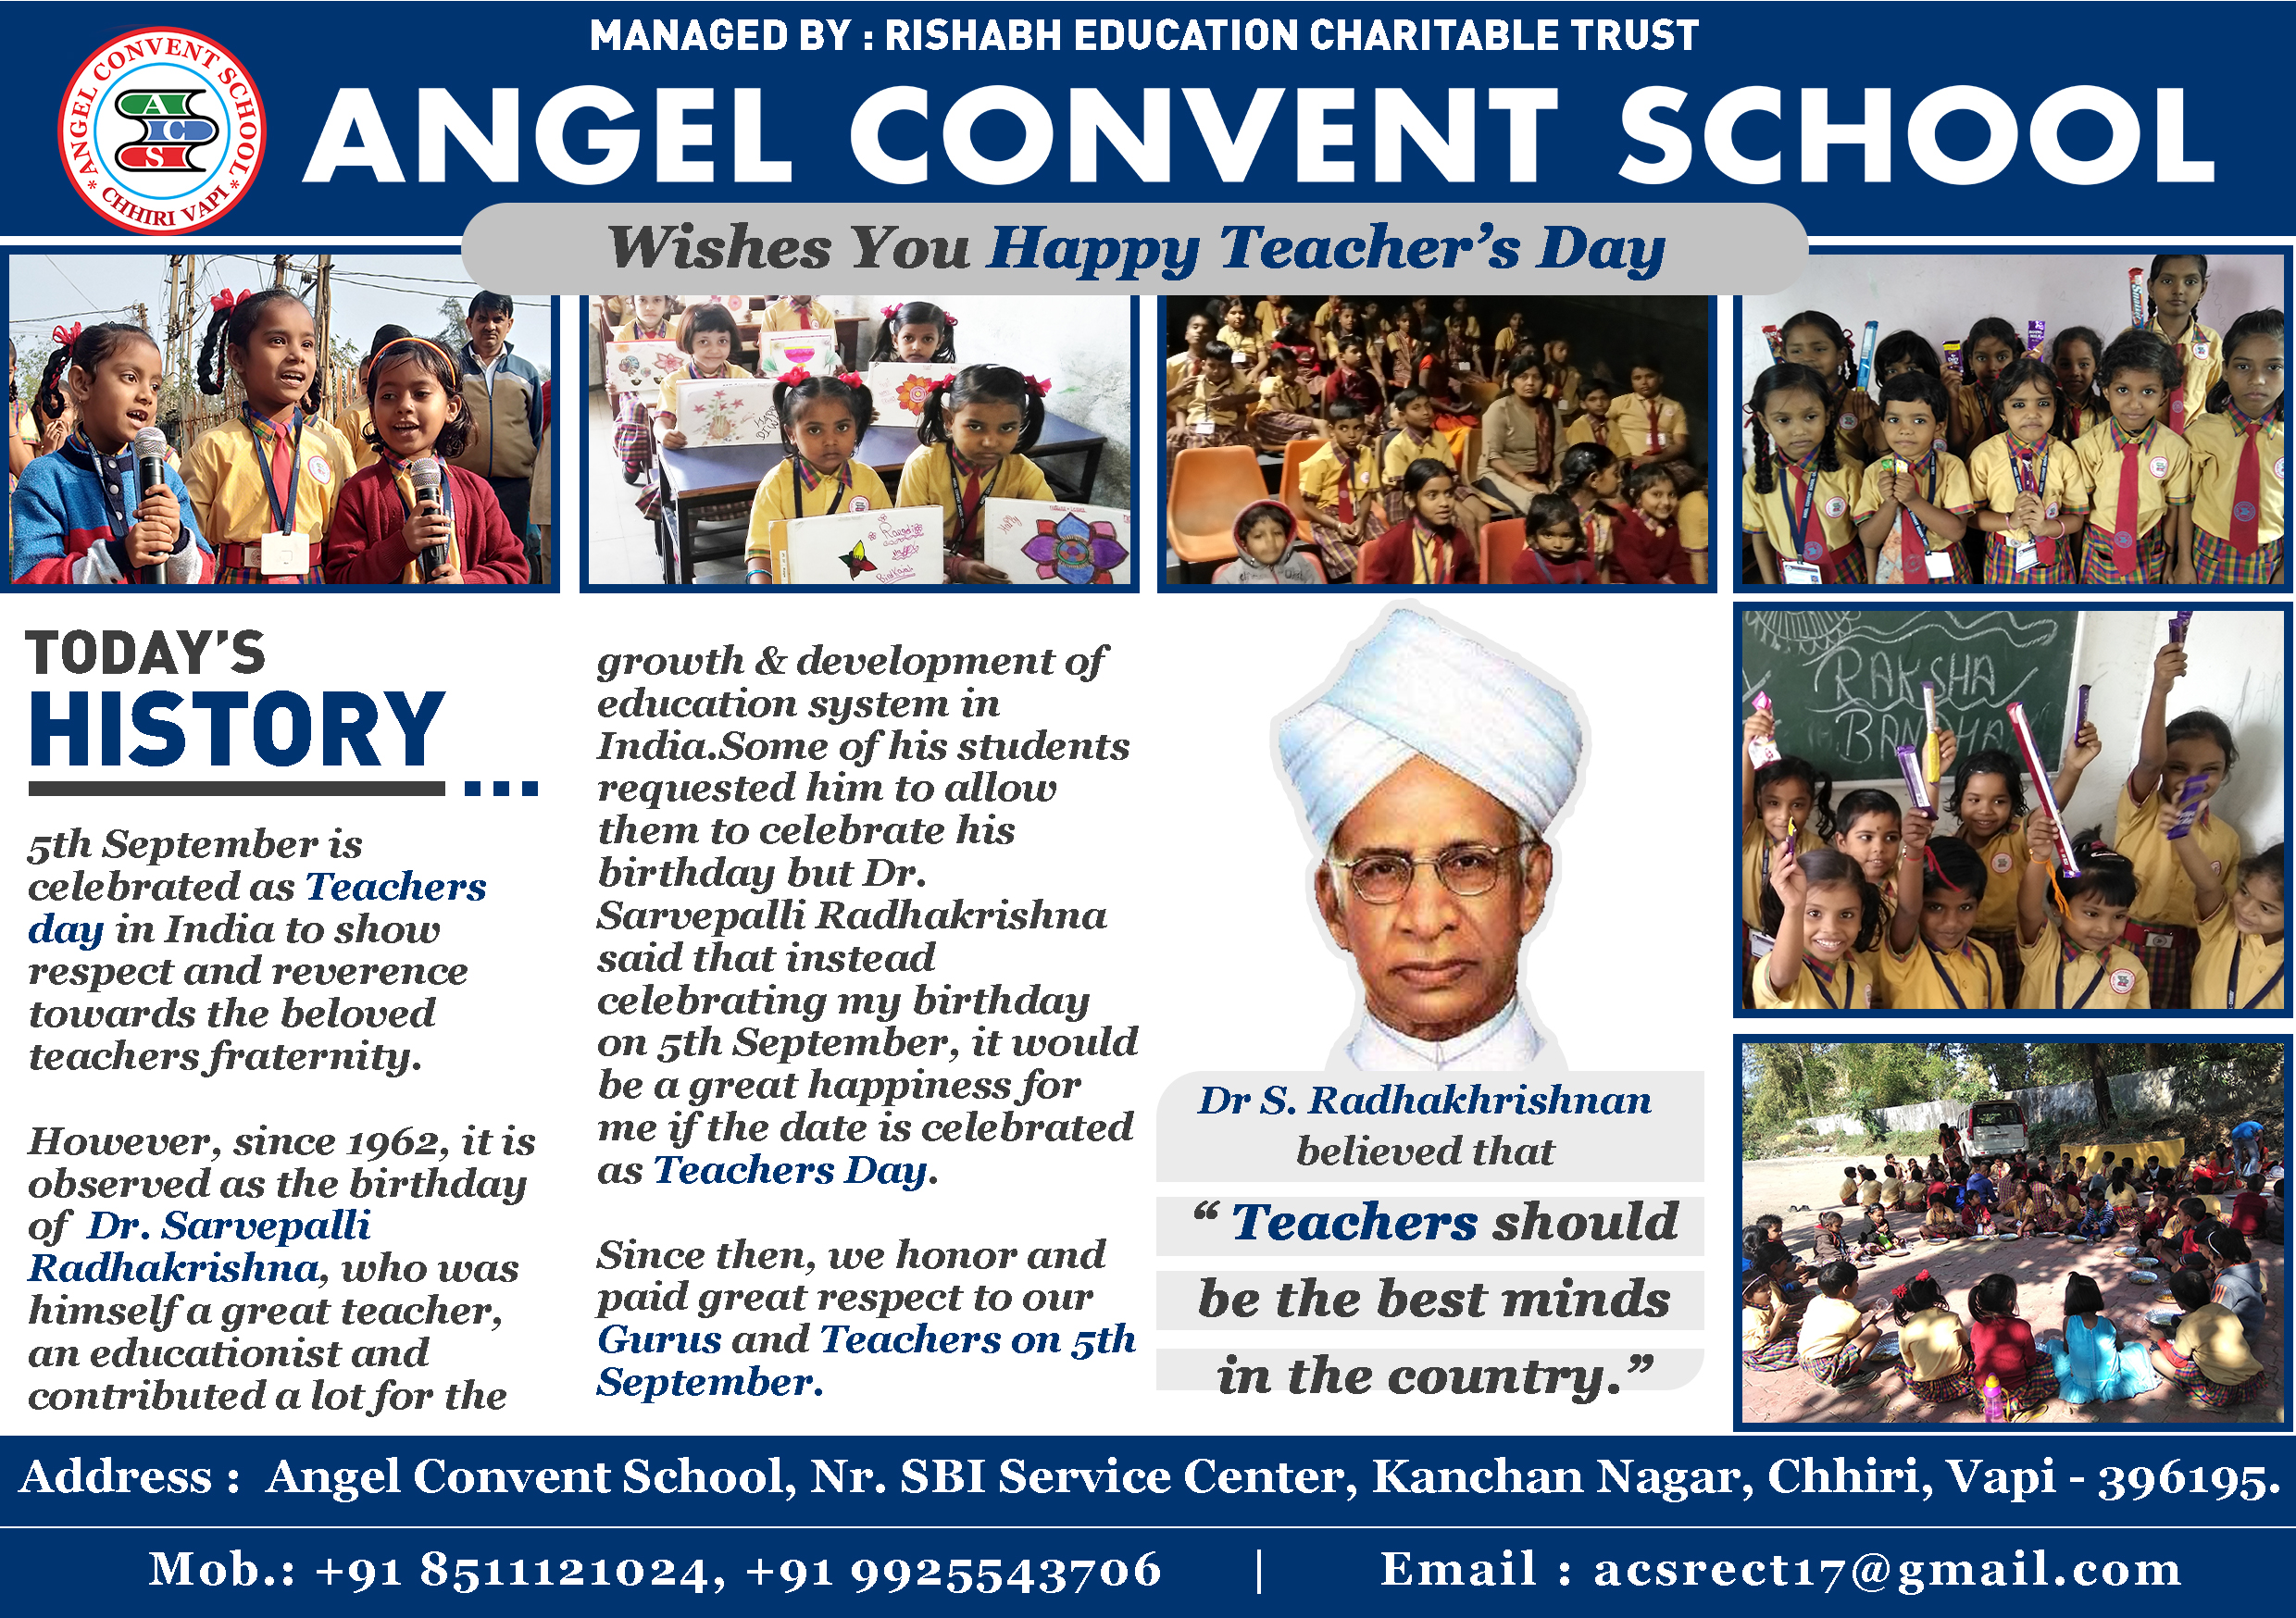 MANAGED BY : RISHABH EDUCATION CHARITABLE TRUST
ANGEL CONVENT SCHOOL
* ANGEL CONVENT SCHOOL *
CHHIRI VAPI
A
C
S
Wishes You Happy Teacher's Day
TODAY'S
HISTORY
5th September is
celebrated as Teachers
day in India to show
respect and reverence
towards the beloved
teachers fraternity.
However, since 1962, it is
observed as the birthday
of Dr. Sarvepalli
Radhakrishna, who was
himself a great teacher,
an educationist and
contributed a lot for the
growth & development of
education system in
India.Some of his students
requested him to allow
them to celebrate his
birthday but Dr.
Sarvepalli Radhakrishna
said that instead
celebrating my birthday
on 5th September, it would
be a great happiness for
me if the date is celebrated
as Teachers Day.
Since then, we honor and
paid great respect to our
Gurus and Teachers on 5th
September.
Dr S. Radhakhrishnan
believed that
“ Teachers should
be the best minds
in the country.”
RAKSHA
BANDHA
Address : Angel Convent School, Nr. SBI Service Center, Kanchan Nagar, Chhiri, Vapi - 396195.
Mob.: +91 8511121024, +91 9925543706 | Email : acsrect17@gmail.com